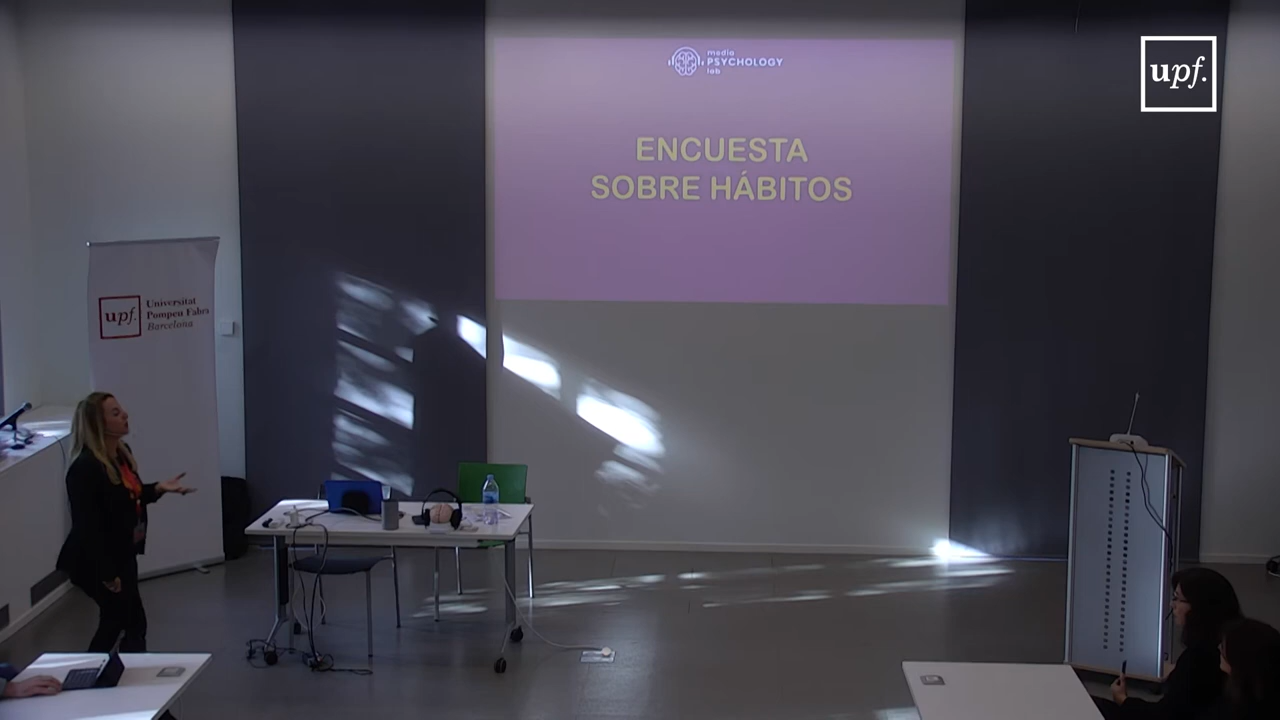 media
PSYCHOLOGY
lab
ENCUESTA
SOBRE HÁBITOS
upf.
upf.
Universitat
Pompeu Fabra
Barcelona